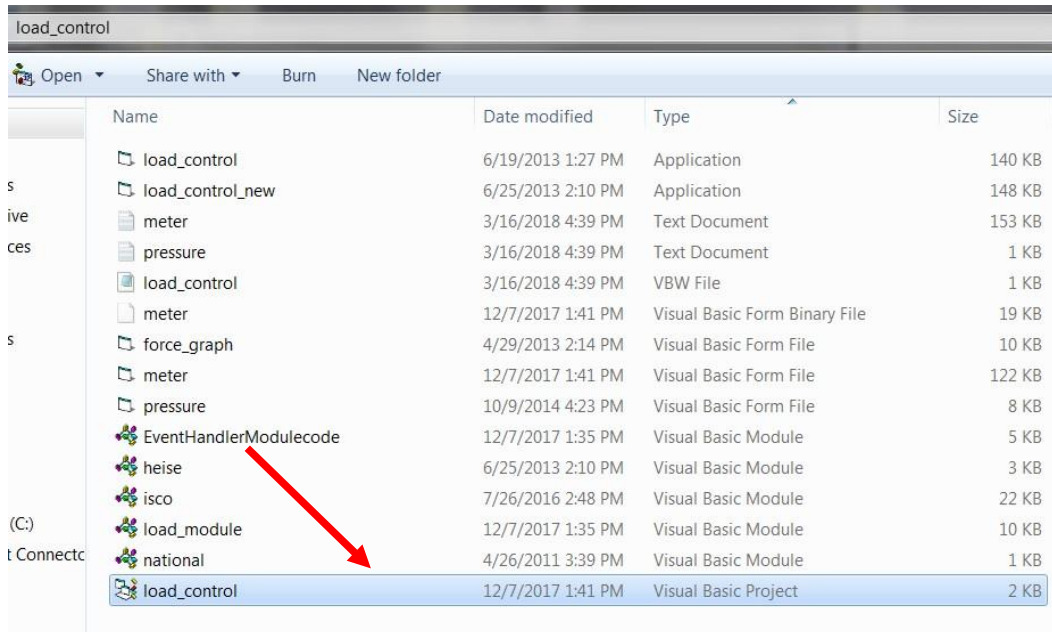 load_control
Open Share with Burn New folder
Name Date modified Type Size
load_control 6/19/2013 1:27 PM Application 140 KB
s load_control_new 6/25/2013 2:10 PM Application 148 KB
ive meter 3/16/2018 4:39 PM Text Document 153 KB
ces pressure 3/16/2018 4:39 PM Text Document 1 KB
load_control 3/16/2018 4:39 PM VBW File 1 KB
meter 12/7/2017 1:41 PM Visual Basic Form Binary File 19 KB
s force_graph 4/29/2013 2:14 PM Visual Basic Form File 10 KB
meter 12/7/2017 1:41 PM Visual Basic Form File 122 KB
pressure 10/9/2014 4:23 PM Visual Basic Form File 8 KB
EventHandlerModulecode 12/7/2017 1:35 PM Visual Basic Module 5 KB
heise 6/25/2013 2:10 PM Visual Basic Module 3 KB
isco 7/26/2016 2:48 PM Visual Basic Module 22 KB
(C:) load_module 12/7/2017 1:35 PM Visual Basic Module 10 KB
t Connectc national 4/26/2011 3:39 PM Visual Basic Module 1 KB
load_control 12/7/2017 1:41 PM Visual Basic Project 2 KB